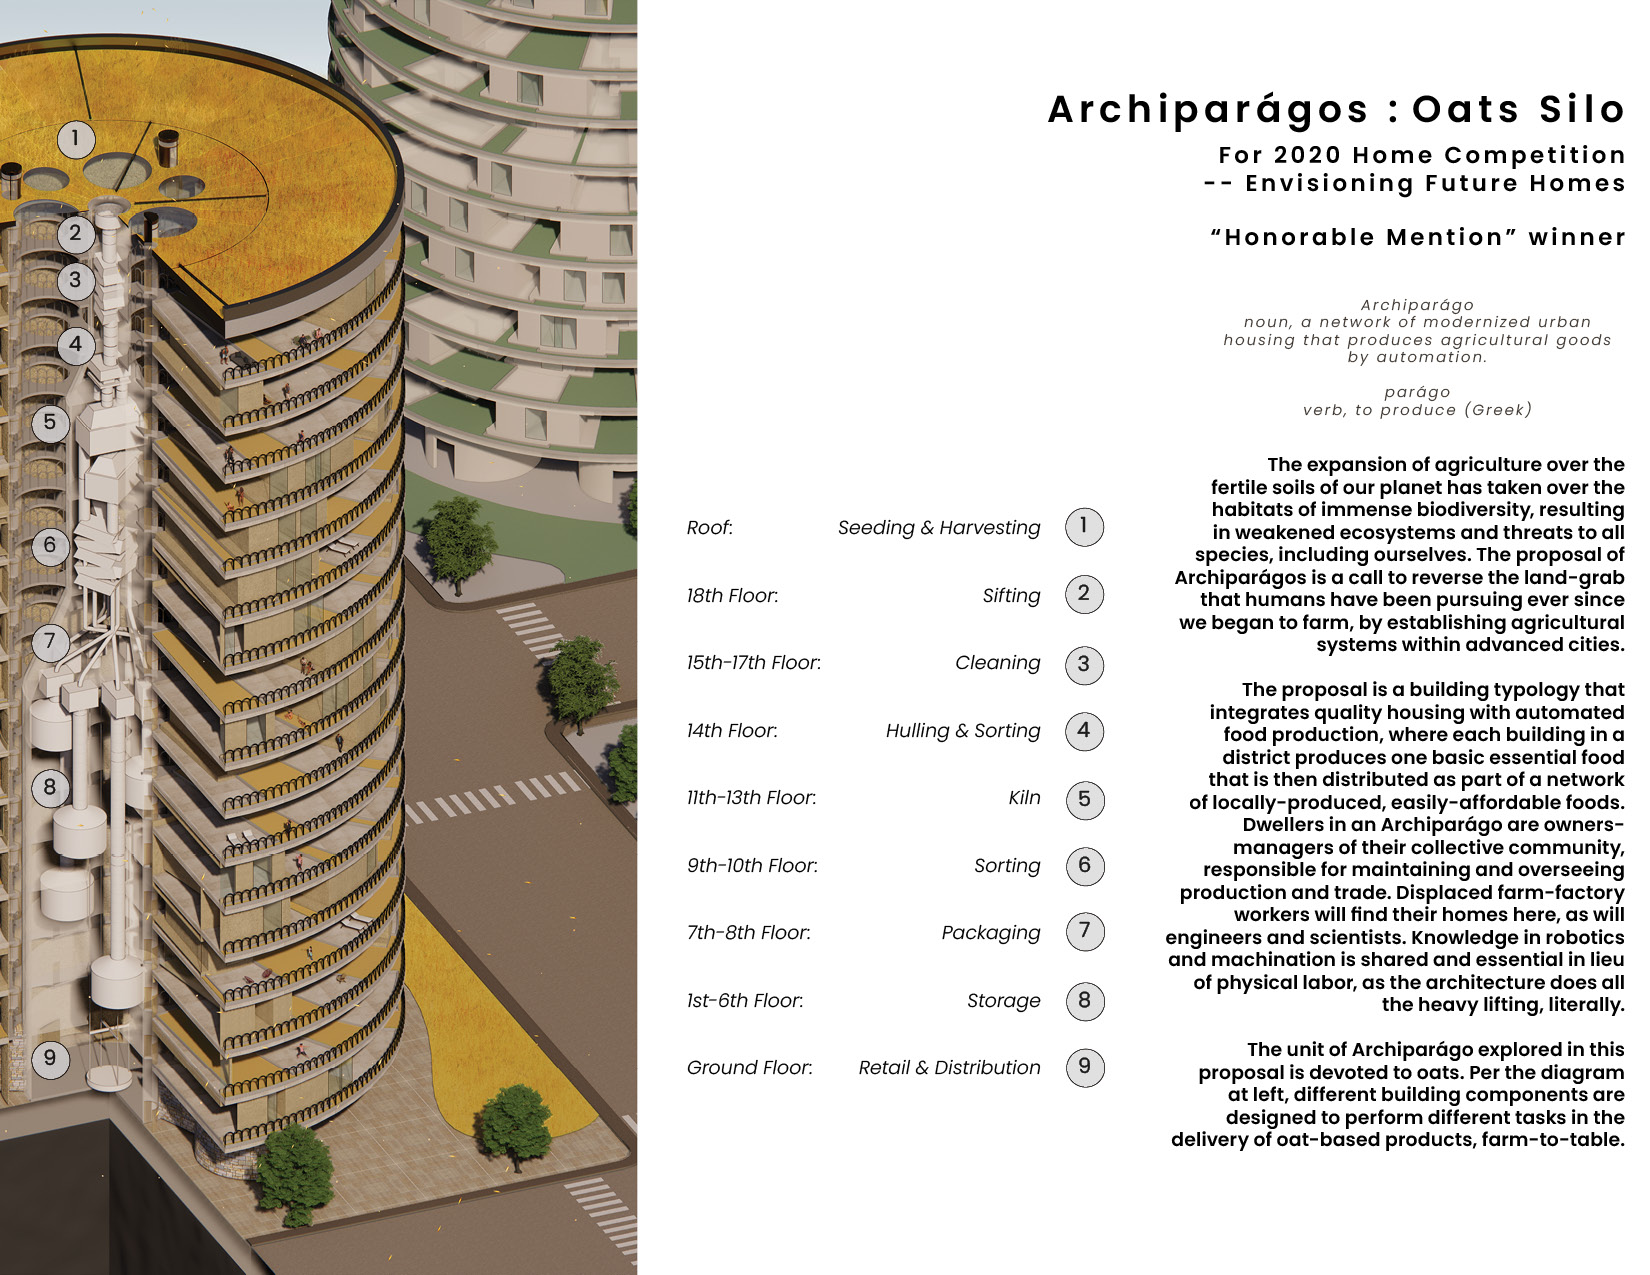 Archiparágos : Oats Silo
For 2020 Home Competition
-- Envisioning Future Homes
“Honorable Mention” winner
Archiparágo
noun, a network of modernized urban
housing that produces agricultural goods
by automation.
parágo
verb, to produce (Greek)
The expansion of agriculture over the
fertile soils of our planet has taken over the
habitats of immense biodiversity, resulting
in weakened ecosystems and threats to all
species, including ourselves. The proposal of
Archiparágos is a call to reverse the land-grab
that humans have been pursuing ever since
we began to farm, by establishing agricultural
systems within advanced cities.
The proposal is a building typology that
integrates quality housing with automated
food production, where each building in a
district produces one basic essential food
that is then distributed as part of a network
of locally-produced, easily-affordable foods.
Dwellers in an Archiparágo are owners-
managers of their collective community,
responsible for maintaining and overseeing
production and trade. Displaced farm-factory
workers will find their homes here, as will
engineers and scientists. Knowledge in robotics
and machination is shared and essential in lieu
of physical labor, as the architecture does all
the heavy lifting, literally.
The unit of Archiparágo explored in this
proposal is devoted to oats. Per the diagram
at left, different building components are
designed to perform different tasks in the
delivery of oat-based products, farm-to-table.
Roof: Seeding & Harvesting 1
18th Floor: Sifting 2
15th-17th Floor: Cleaning 3
14th Floor: Hulling & Sorting 4
11th-13th Floor: Kiln 5
9th-10th Floor: Sorting 6
7th-8th Floor: Packaging 7
1st-6th Floor: Storage 8
Ground Floor: Retail & Distribution 9
1
2
3
4
5
6
7
8
9